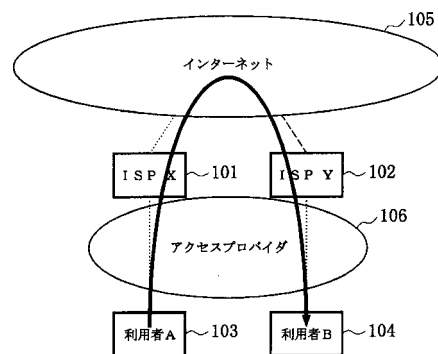 105
インターネット
ISP X
101
ISP Y
102
106
アクセスプロバイダ
利用者A
103
利用者B
104